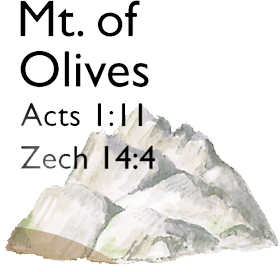 Mt. of
Olives
Acts 1:11
Zech 14:4